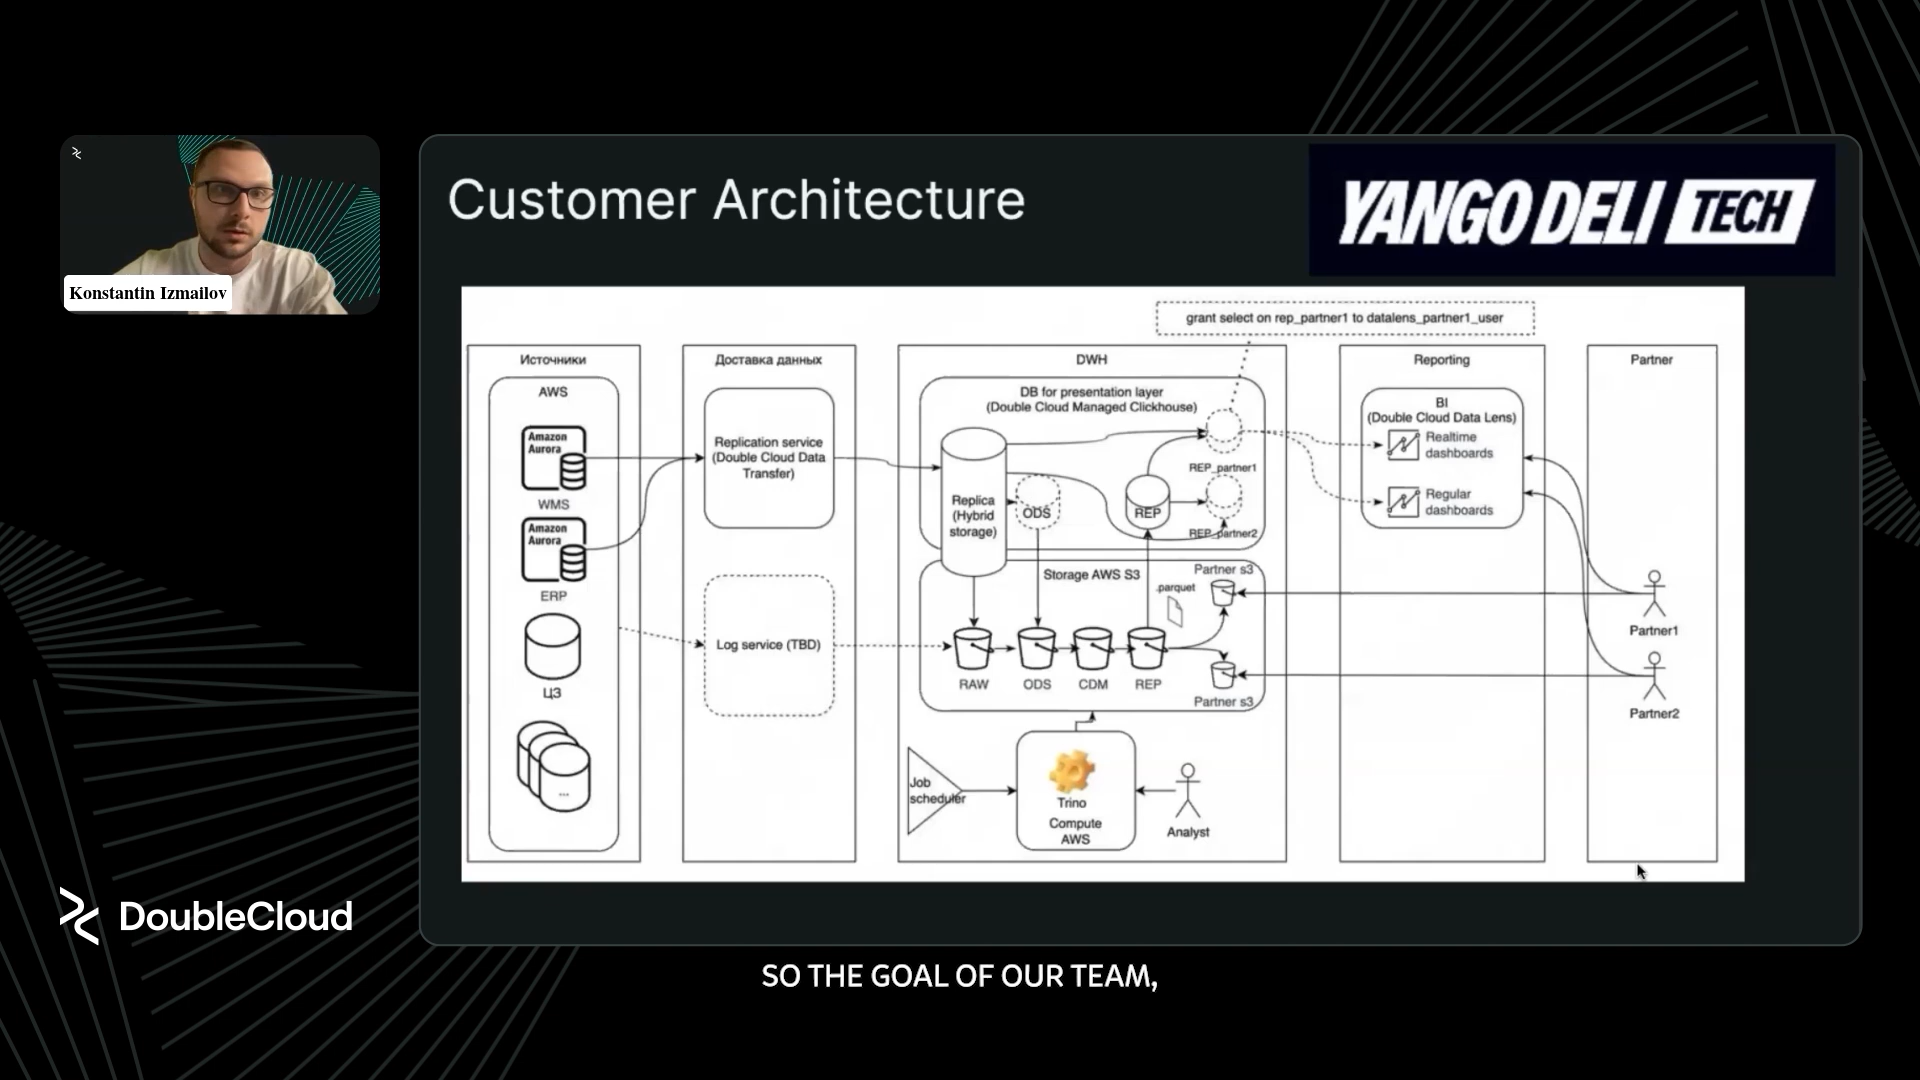 Customer Architecture
YANGO DELI TECH
Konstantin Izmailov
grant select on rep_partner1 to datalens_partner1_user
Источники
AWS
Amazon
Aurora
WMS
Amazon
Aurora
ERP
ЦЗ
...
Доставка данных
Replication service
(Double Cloud Data
Transfer)
Log service (TBD)
DWH
DB for presentation layer
(Double Cloud Managed Clickhouse)
Replica
(Hybrid
storage)
ODS
REP
REP_partner1
REP_partner2
Storage AWS S3
Partner s3
.parquet
RAW
ODS
CDM
REP
Partner s3
Job
scheduler
Trino
Compute
AWS
Analyst
Reporting
BI
(Double Cloud Data Lens)
Realtime
dashboards
Regular
dashboards
Partner
Partner1
Partner2
DoubleCloud
SO THE GOAL OF OUR TEAM,